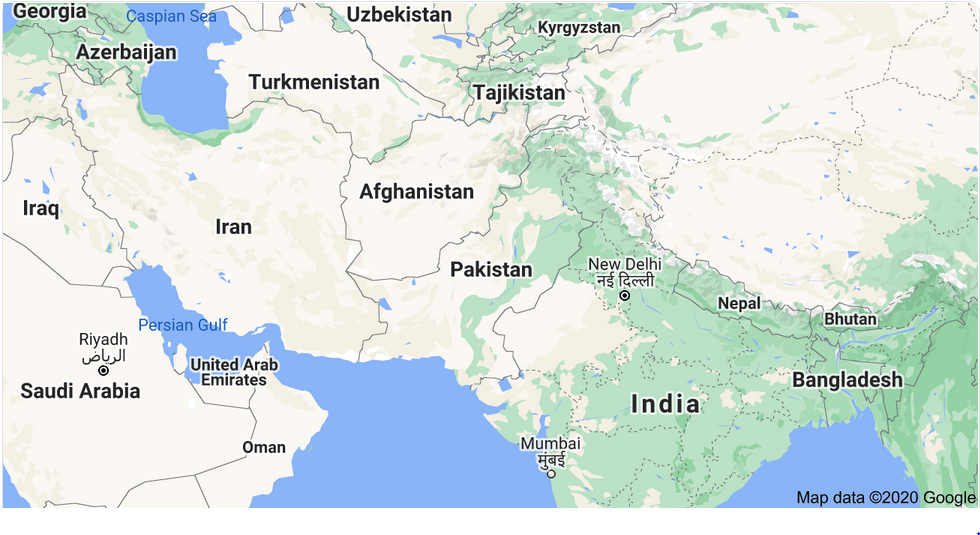 Georgia
Caspian Sea
Uzbekistan
Kyrgyzstan
Azerbaijan
Turkmenistan
Tajikistan
Afghanistan
Iraq
Iran
Pakistan
New Delhi
नई दिल्ली
Nepal
Bhutan
Persian Gulf
Riyadh
الرياض
United Arab
Emirates
Saudi Arabia
Bangladesh
India
Oman
Mumbai
मुंबई
Map data ©2020 Google